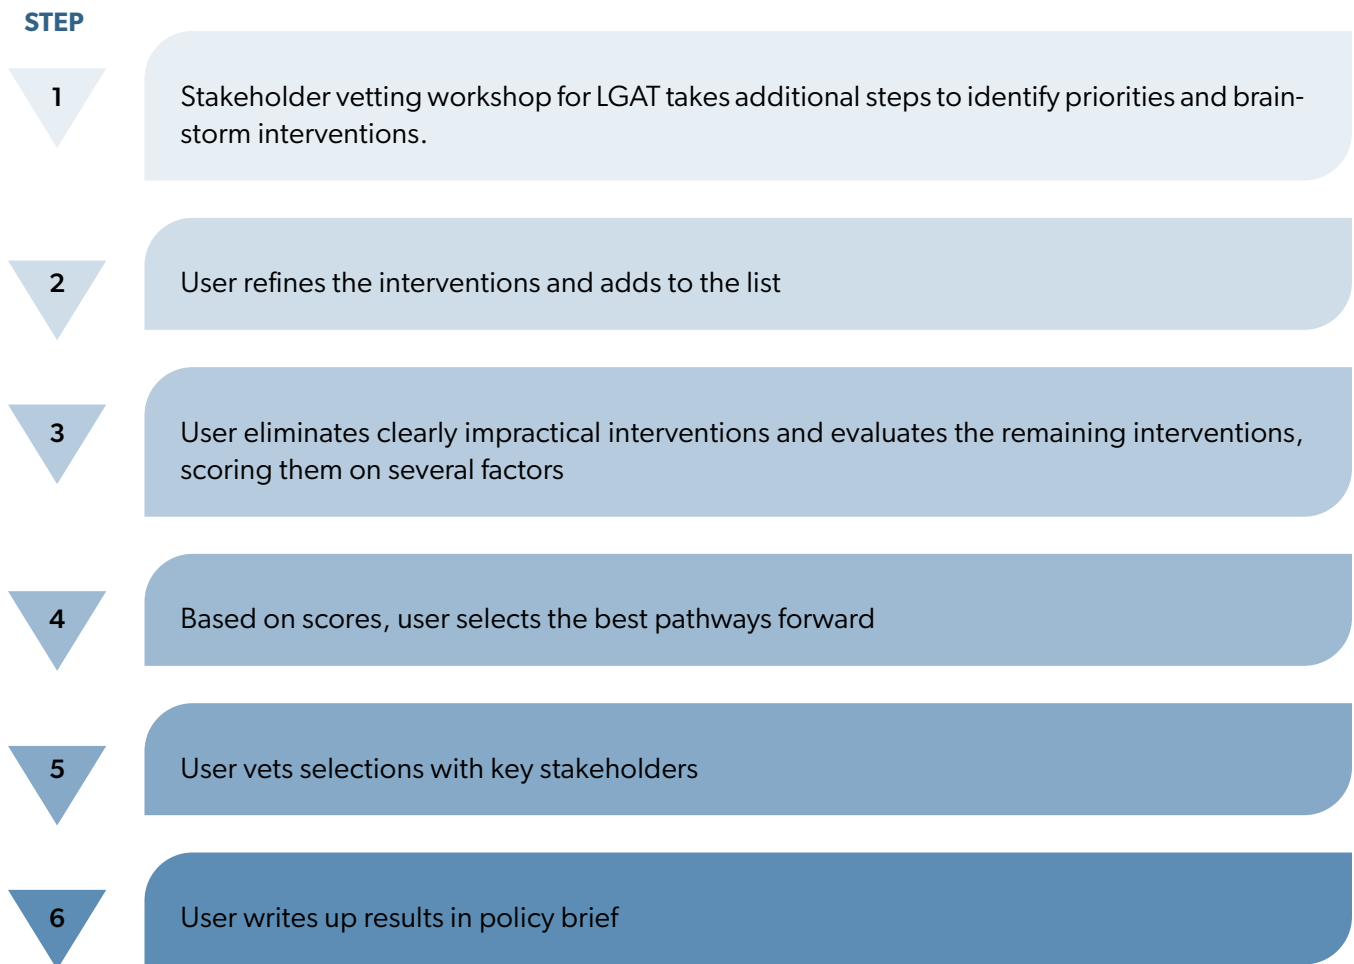 STEP
1
Stakeholder vetting workshop for LGAT takes additional steps to identify priorities and brain-
storm interventions.
2
User refines the interventions and adds to the list
3
User eliminates clearly impractical interventions and evaluates the remaining interventions,
scoring them on several factors
4
Based on scores, user selects the best pathways forward
5
User vets selections with key stakeholders
6
User writes up results in policy brief